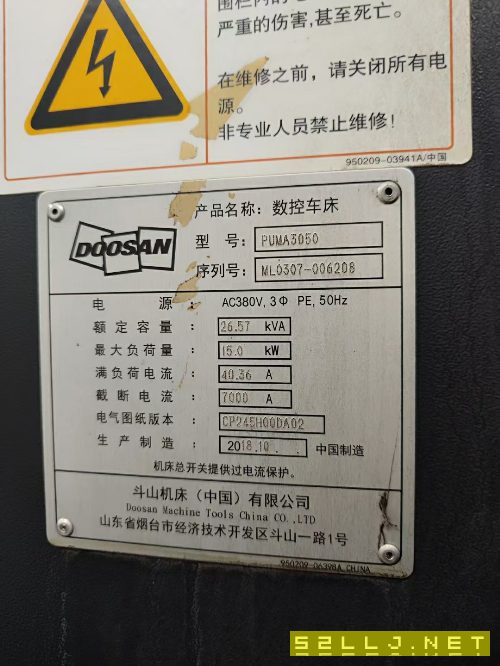 严重的伤害,甚至死亡。
在维修之前，请关闭所有电
源。
非专业人员禁止维修!
950209-03941A/中国
DOOSAN
产品名称: 数控车床
型 号: PUMA3050
序列号: ML0307-006208
电 源 : AC380V, 3Φ PE, 50Hz
额定容量 : 26.57 kVA
最大负荷量 : 15.0 kW
满负荷电流 : 40.36 A
截断电流 : 7000 A
电气图纸版本 : CP24SH00DA02
生产制造 : 2018.10. 中国制造
机床总开关提供过电流保护。
斗山机床（中国）有限公司
Doosan Machine Tools China CO.,LTD
山东省烟台市经济技术开发区斗山一路1号
950209-06398A,CHINA
52LLJ.NET